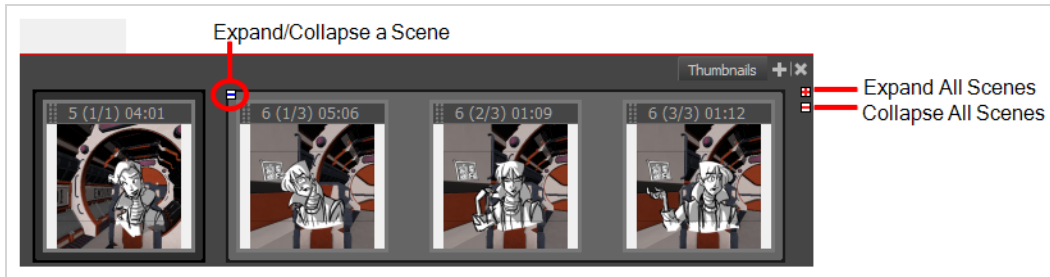 Expand/Collapse a Scene
Thumbnails
Expand All Scenes
Collapse All Scenes
5 (1/1) 04:01
6 (1/3) 05:06
6 (2/3) 01:09
6 (3/3) 01:12